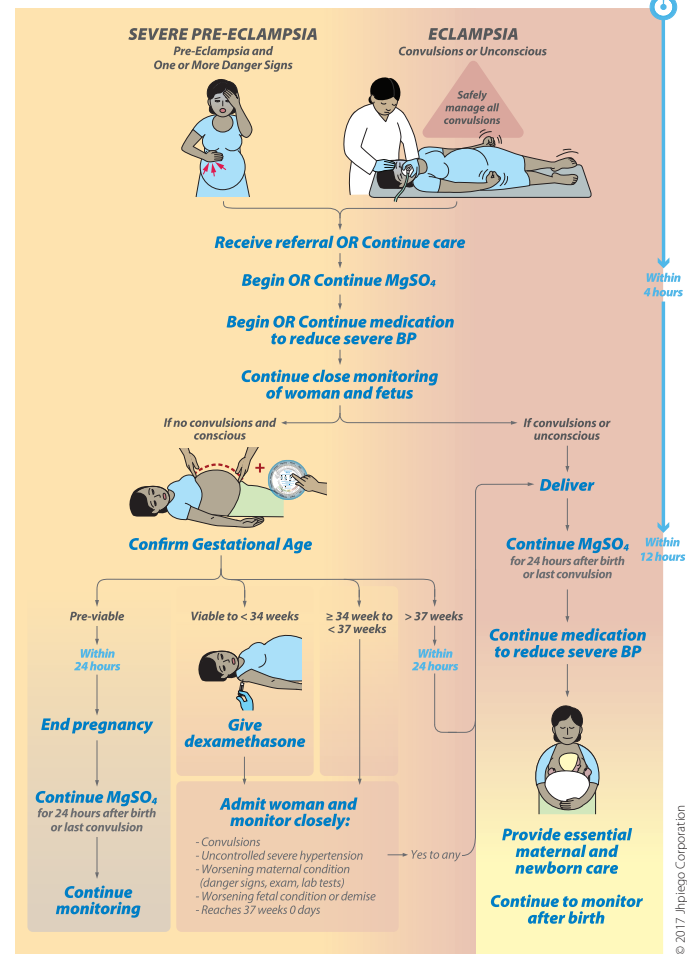 SEVERE PRE-ECLAMPSIA
Pre-Eclampsia and
One or More Danger Signs
ECLAMPSIA
Convulsions or Unconscious
Safely
manage all
convulsions
Receive referral OR Continue care
Begin OR Continue MgSO₄
Begin OR Continue medication
to reduce severe BP
Continue close monitoring
of woman and fetus
Within
4 hours
If no convulsions and
conscious
If convulsions or
unconscious
+
Confirm Gestational Age
Deliver
Continue MgSO₄
for 24 hours after birth
or last convulsion
Within
12 hours
Continue medication
to reduce severe BP
Pre-viable
Within
24 hours
End pregnancy
Continue MgSO₄
for 24 hours after birth
or last convulsion
Continue
monitoring
Viable to < 34 weeks
Give
dexamethasone
≥ 34 week to
< 37 weeks
> 37 weeks
Within
24 hours
Admit woman and
monitor closely:
- Convulsions
- Uncontrolled severe hypertension
- Worsening maternal condition
(danger signs, exam, lab tests)
- Worsening fetal condition or demise
- Reaches 37 weeks 0 days
Yes to any
Provide essential
maternal and
newborn care
Continue to monitor
after birth
© 2017 Jhpiego Corporation